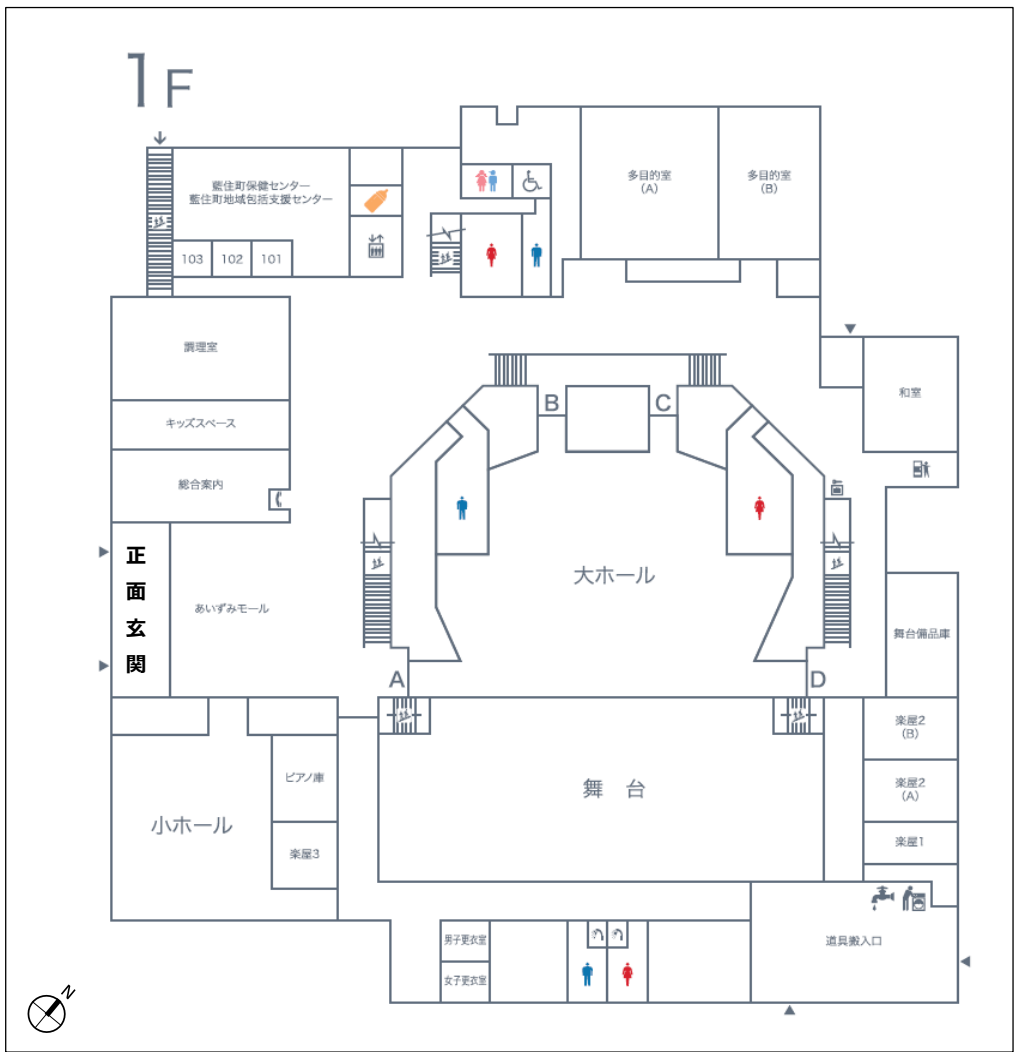 1F
藍住町保健センター
藍住町地域包括支援センター
103
102
101
多目的室
(A)
多目的室
(B)
調理室
キッズスペース
総合案内
和室
B
C
正面玄関
あいずみモール
大ホール
舞台備品庫
A
D
小ホール
ピアノ庫
楽屋3
舞 台
楽屋2
(B)
楽屋2
(A)
楽屋1
男子更衣室
女子更衣室
道具搬入口
N